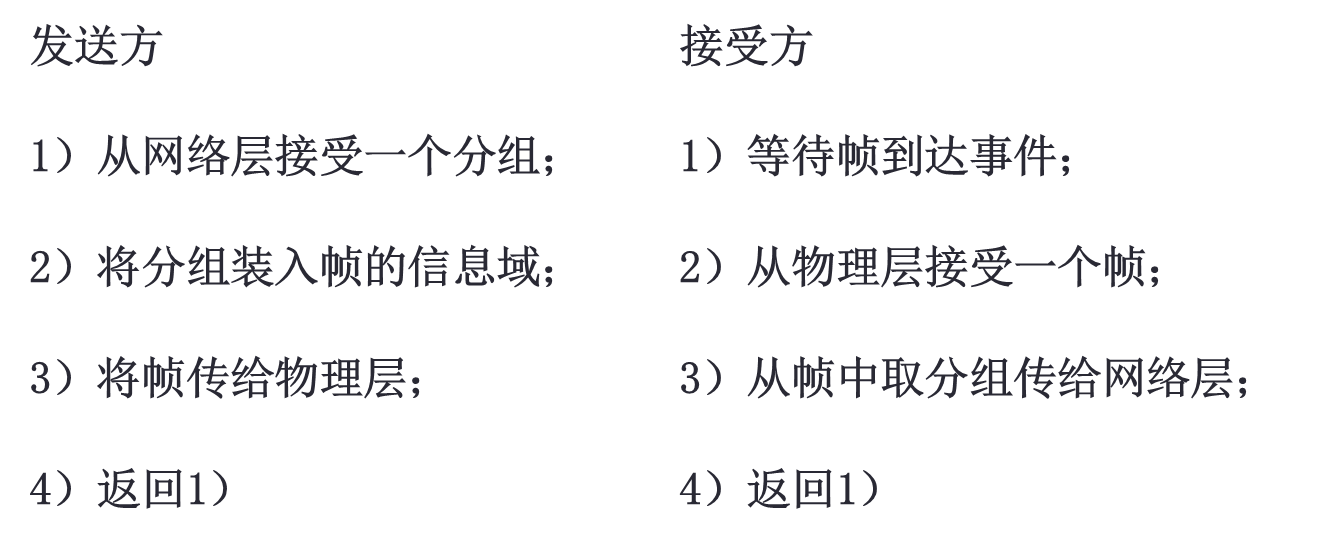 发送方
1）从网络层接受一个分组；
2）将分组装入帧的信息域；
3）将帧传给物理层；
4）返回1）
接受方
1）等待帧到达事件；
2）从物理层接受一个帧；
3）从帧中取分组传给网络层；
4）返回1）